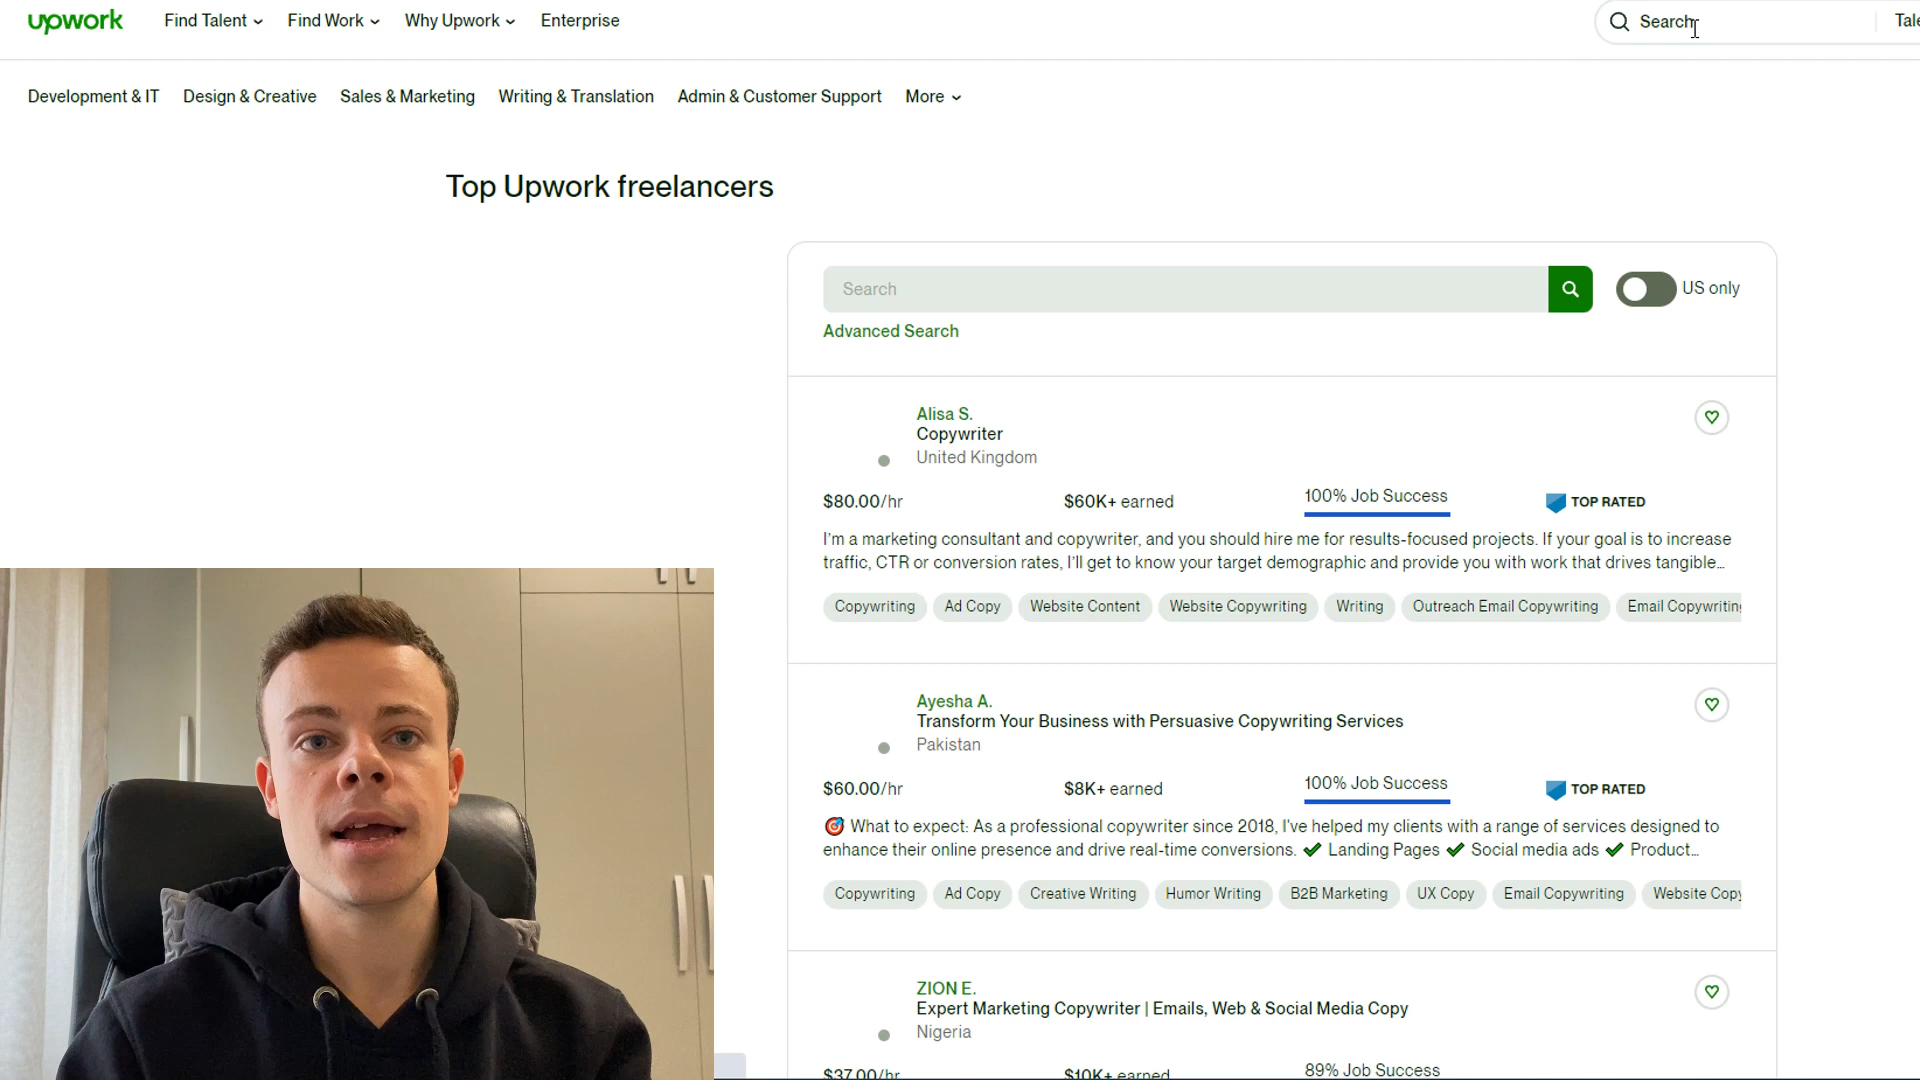 upwork
Find Talent
Find Work
Why Upwork
Enterprise
Search
Development & IT
Design & Creative
Sales & Marketing
Writing & Translation
Admin & Customer Support
More
Top Upwork freelancers
Search
US only
Advanced Search
Alisa S.
Copywriter
United Kingdom
$80.00/hr
$60K+ earned
100% Job Success
TOP RATED
I'm a marketing consultant and copywriter, and you should hire me for results-focused projects. If your goal is to increase
traffic, CTR or conversion rates, I'll get to know your target demographic and provide you with work that drives tangible…
Copywriting
Ad Copy
Website Content
Website Copywriting
Writing
Outreach Email Copywriting
Email Copywriting
Ayesha A.
Transform Your Business with Persuasive Copywriting Services
Pakistan
$60.00/hr
$8K+ earned
100% Job Success
TOP RATED
🎯 What to expect: As a professional copywriter since 2018, I've helped my clients with a range of services designed to
enhance their online presence and drive real-time conversions. ✔ Landing Pages ✔ Social media ads ✔ Product…
Copywriting
Ad Copy
Creative Writing
Humor Writing
B2B Marketing
UX Copy
Email Copywriting
Website Copy
ZION E.
Expert Marketing Copywriter | Emails, Web & Social Media Copy
Nigeria
$37.00/hr
$10K+ earned
89% Job Success